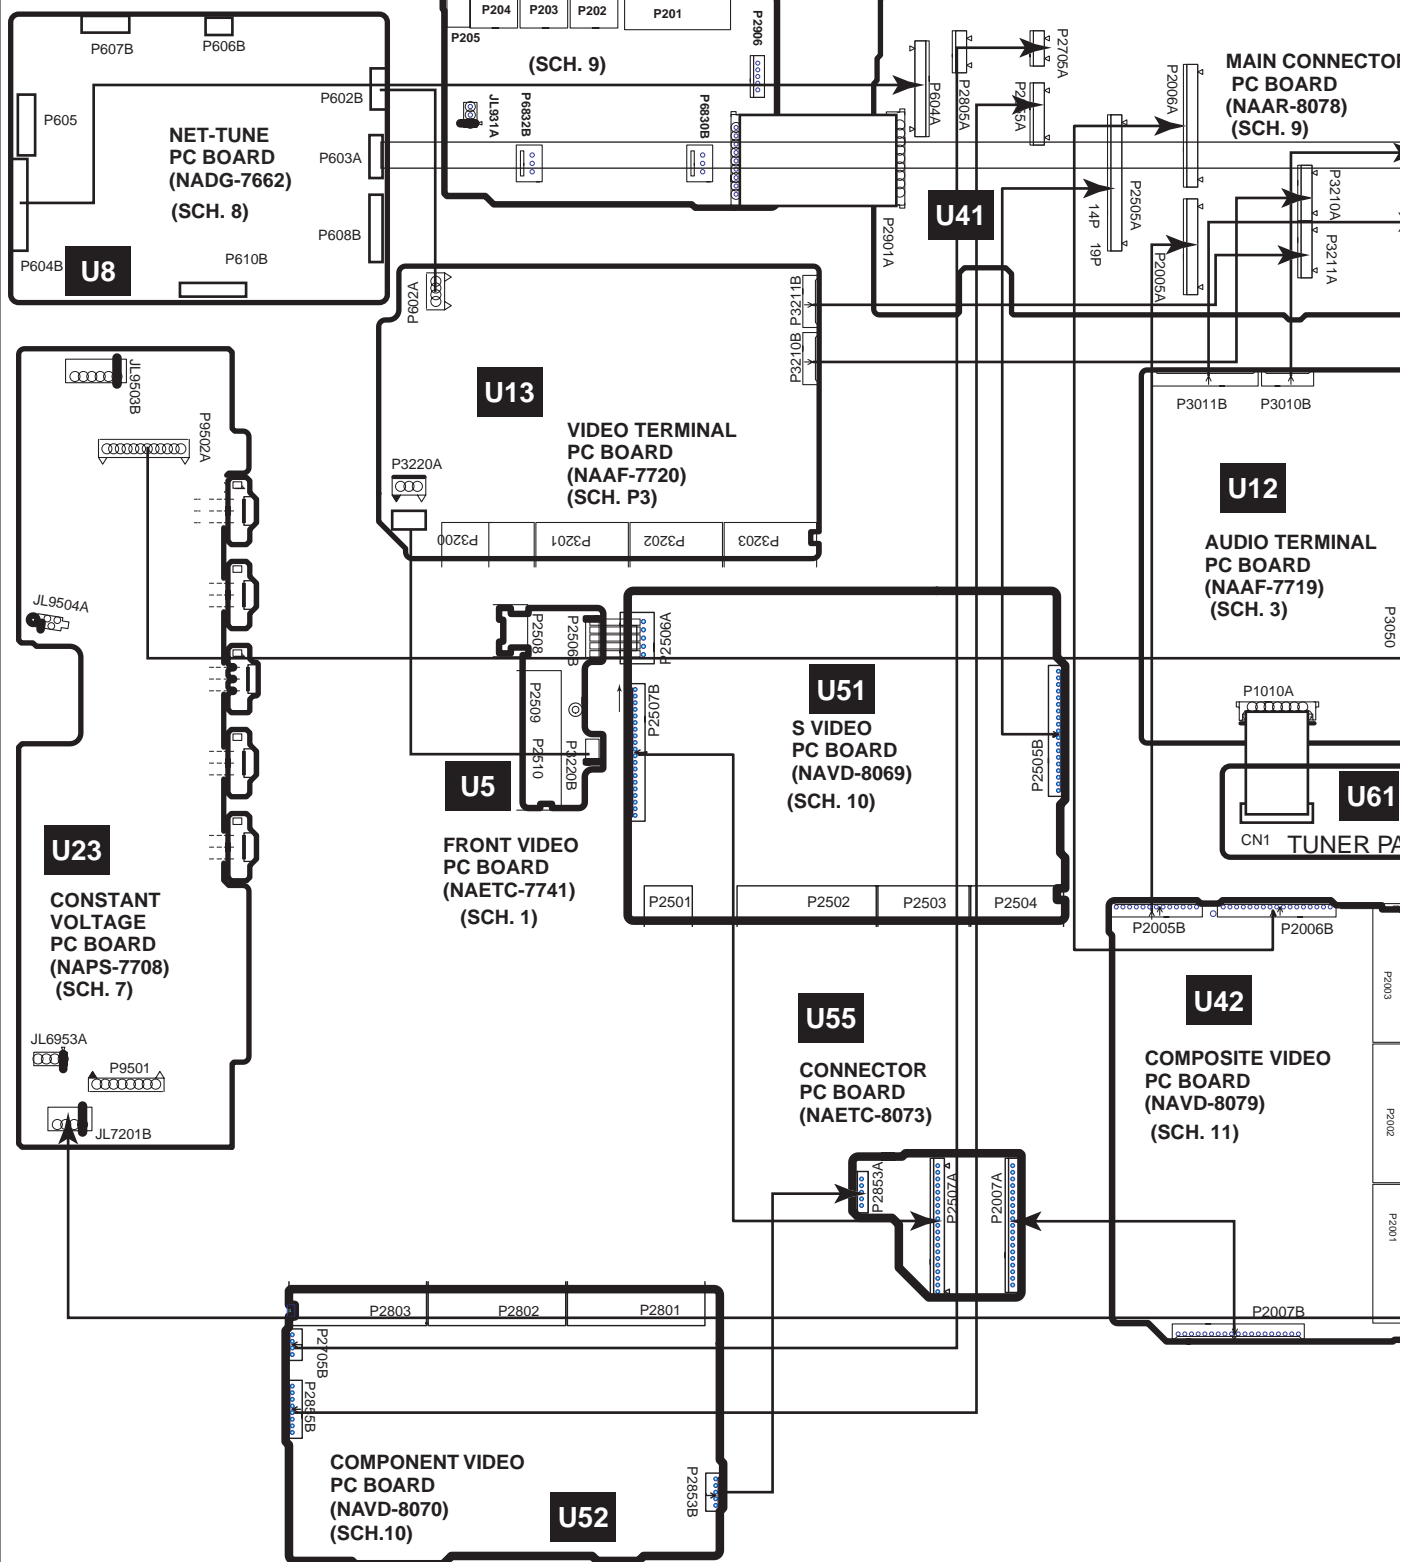 P607B
P606B
P605
P602B
P603A
NET-TUNE
PC BOARD
(NADG-7662)
(SCH. 8)
P604B
U8
P608B
P610B
P205
P204
P203
P202
P201
(SCH. 9)
JL931A
P6832B
P6830B
P2906
P604A
P2805A
P2705A
P2901A
U41
P2505A
14P
19P
P2006A
P2005A
MAIN CONNECTOR
PC BOARD
(NAAR-8078)
(SCH. 9)
P3210A
P3211A
P602A
P3211B
P3210B
U13
VIDEO TERMINAL
PC BOARD
(NAAF-7720)
(SCH. P3)
P3220A
P3200
P3201
P3202
P3203
P3011B
P3010B
U12
AUDIO TERMINAL
PC BOARD
(NAAF-7719)
(SCH. 3)
P3050
P1010A
U61
CN1
TUNER PA
JL9503B
P9502A
JL9504A
U23
CONSTANT
VOLTAGE
PC BOARD
(NAPS-7708)
(SCH. 7)
JL6953A
P9501
JL7201B
P2508
P2506B
P2506A
P2509
P2510
P3220B
U5
FRONT VIDEO
PC BOARD
(NAETC-7741)
(SCH. 1)
P2507B
U51
S VIDEO
PC BOARD
(NAVD-8069)
(SCH. 10)
P2505B
P2501
P2502
P2503
P2504
P2005B
P2006B
U42
COMPOSITE VIDEO
PC BOARD
(NAVD-8079)
(SCH. 11)
P2003
P2002
P2001
P2007B
U55
CONNECTOR
PC BOARD
(NAETC-8073)
P2853A
P2507A
P2007A
P2803
P2802
P2801
P2705B
P2855B
COMPONENT VIDEO
PC BOARD
(NAVD-8070)
(SCH.10)
U52
P2853B